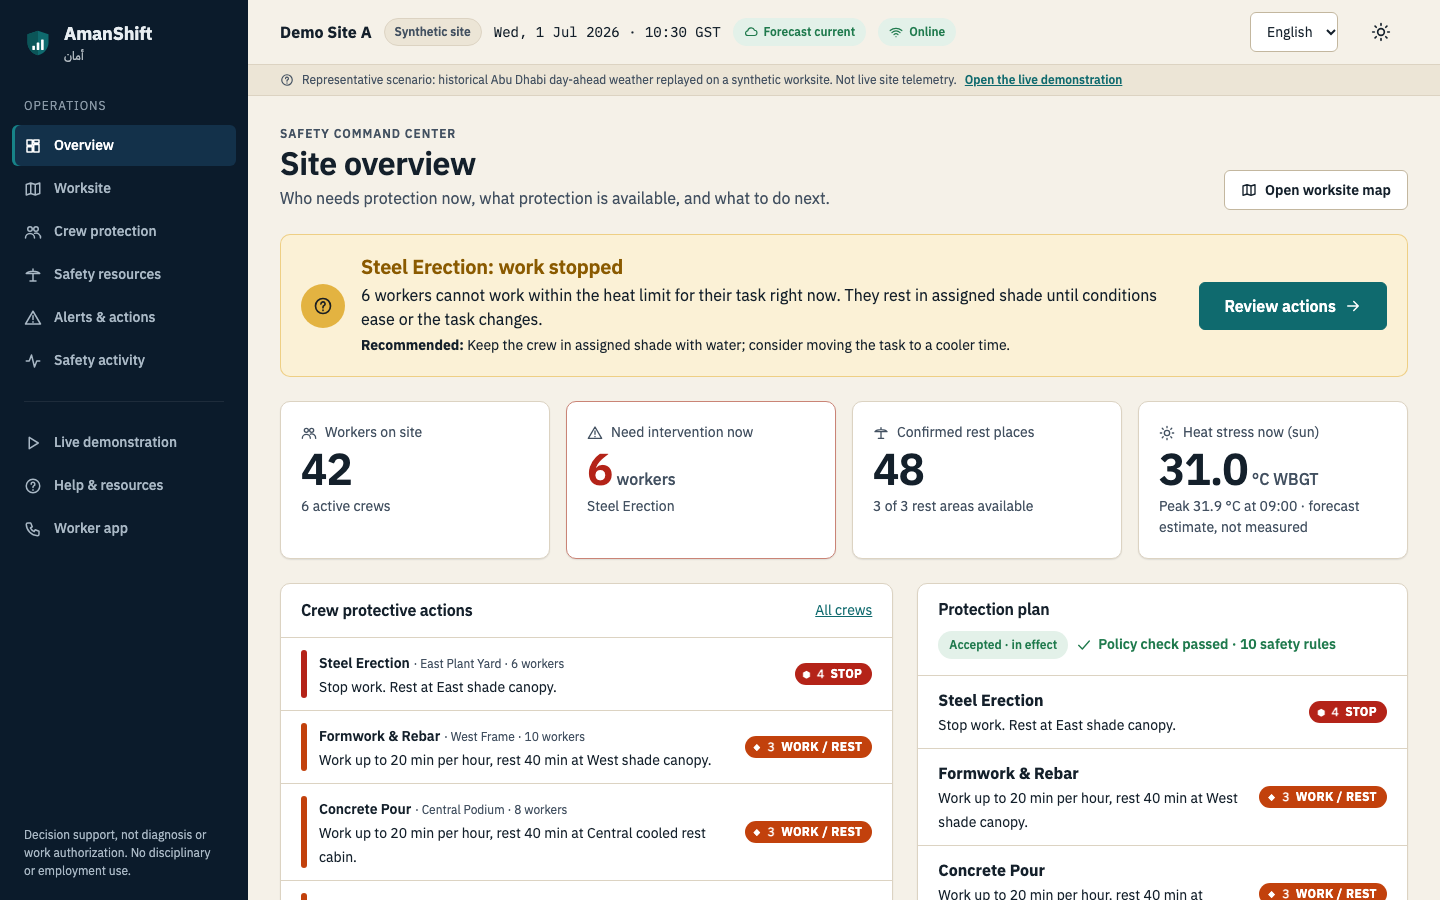 AmanShift
أمان
OPERATIONS
Overview
Worksite
Crew protection
Safety resources
Alerts & actions
Safety activity
Live demonstration
Help & resources
Worker app
Decision support, not diagnosis or
work authorization. No disciplinary
or employment use.
Demo Site A
Synthetic site
Wed, 1 Jul 2026 · 10:30 GST
Forecast current
Online
English
Representative scenario: historical Abu Dhabi day-ahead weather replayed on a synthetic worksite. Not live site telemetry. Open the live demonstration
SAFETY COMMAND CENTER
Site overview
Who needs protection now, what protection is available, and what to do next.
Open worksite map
Steel Erection: work stopped
6 workers cannot work within the heat limit for their task right now. They rest in assigned shade until conditions
ease or the task changes.
Recommended: Keep the crew in assigned shade with water; consider moving the task to a cooler time.
Review actions →
Workers on site
42
6 active crews
Need intervention now
6 workers
Steel Erection
Confirmed rest places
48
3 of 3 rest areas available
Heat stress now (sun)
31.0 °C WBGT
Peak 31.9 °C at 09:00 · forecast
estimate, not measured
Crew protective actions
All crews
Steel Erection · East Plant Yard · 6 workers
Stop work. Rest at East shade canopy.
4 STOP
Formwork & Rebar · West Frame · 10 workers
Work up to 20 min per hour, rest 40 min at West shade canopy.
3 WORK / REST
Concrete Pour · Central Podium · 8 workers
Work up to 20 min per hour, rest 40 min at Central cooled rest
cabin.
3 WORK / REST
Protection plan
Accepted · in effect
Policy check passed · 10 safety rules
Steel Erection
Stop work. Rest at East shade canopy.
4 STOP
Formwork & Rebar
Work up to 20 min per hour, rest 40 min at West
shade canopy.
3 WORK / REST
Concrete Pour
Work up to 20 min per hour, rest 40 min at
3 WORK / REST